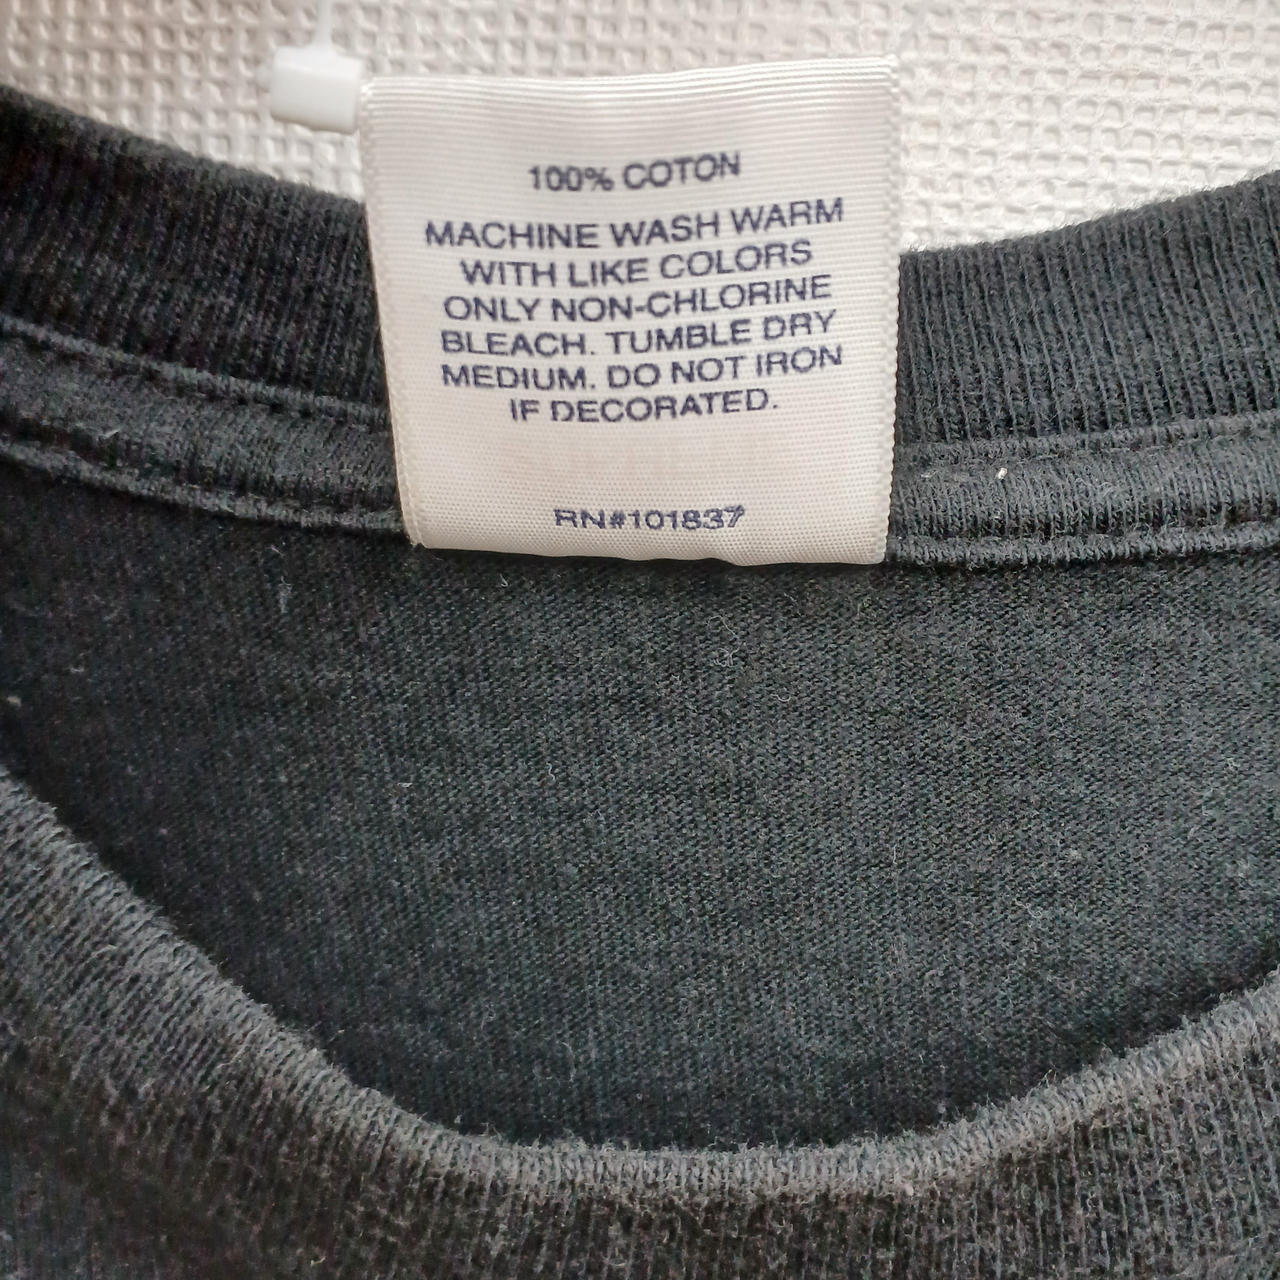 100% COTON
MACHINE WASH WARM
WITH LIKE COLORS
ONLY NON-CHLORINE
BLEACH. TUMBLE DRY
MEDIUM. DO NOT IRON
IF DECORATED.
RN#101837